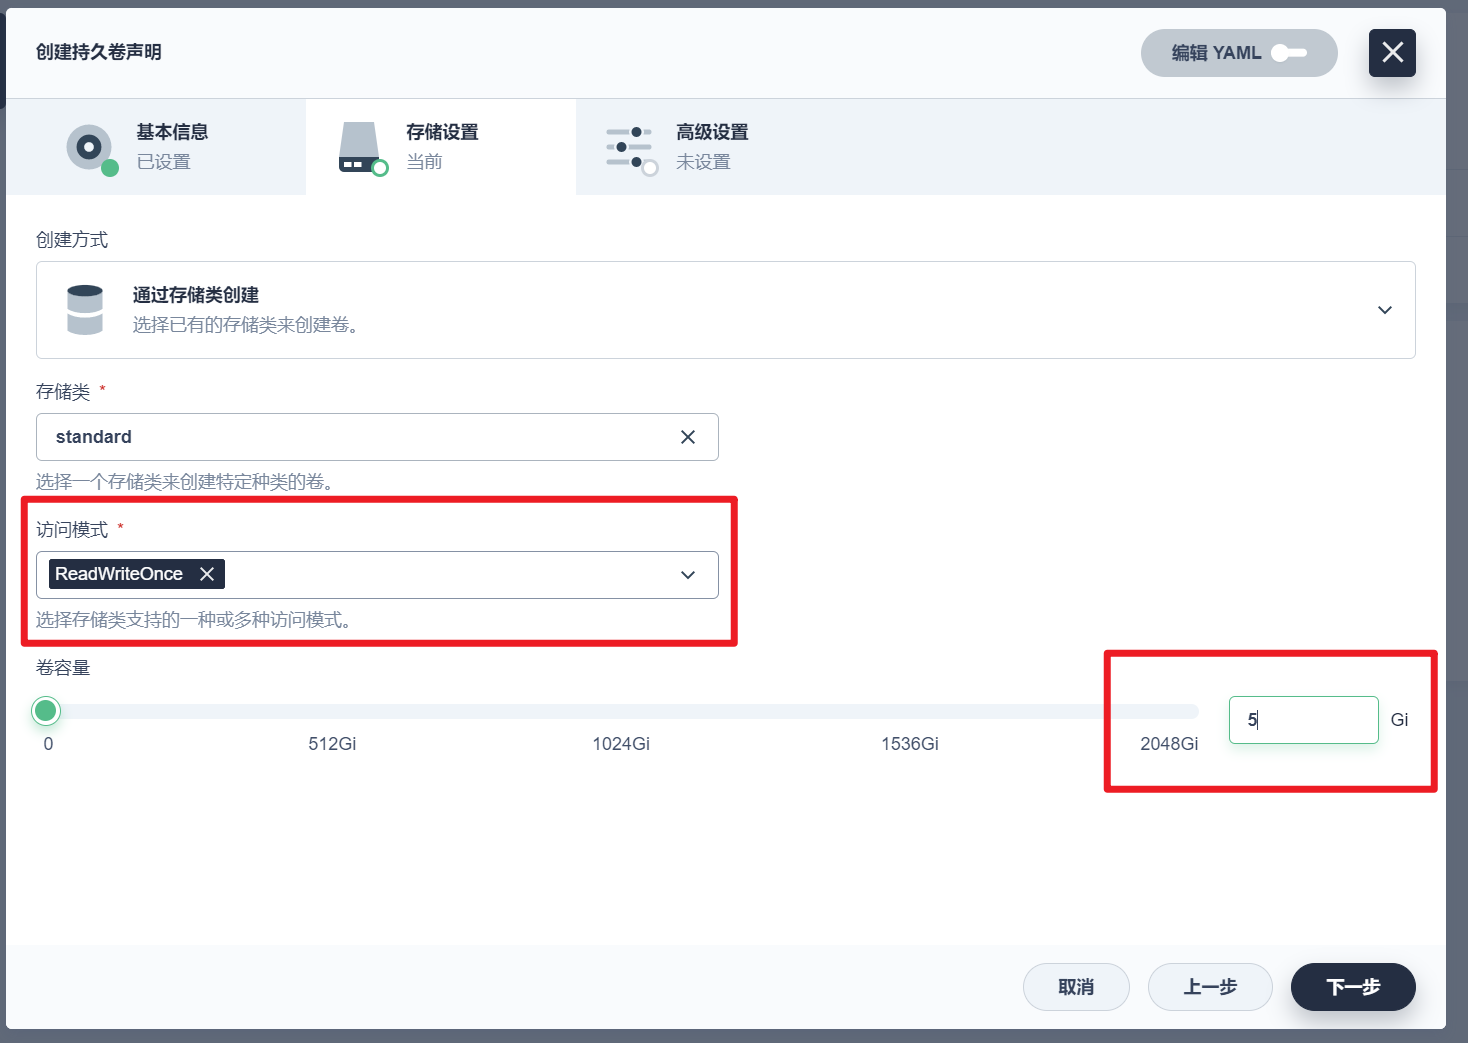 创建持久卷声明
编辑 YAML
基本信息
已设置
存储设置
当前
高级设置
未设置
创建方式
通过存储类创建
选择已有的存储类来创建卷。
存储类 *
standard
选择一个存储类来创建特定种类的卷。
访问模式 *
ReadWriteOnce
选择存储类支持的一种或多种访问模式。
卷容量
0
512Gi
1024Gi
1536Gi
2048Gi
5
Gi
取消
上一步
下一步